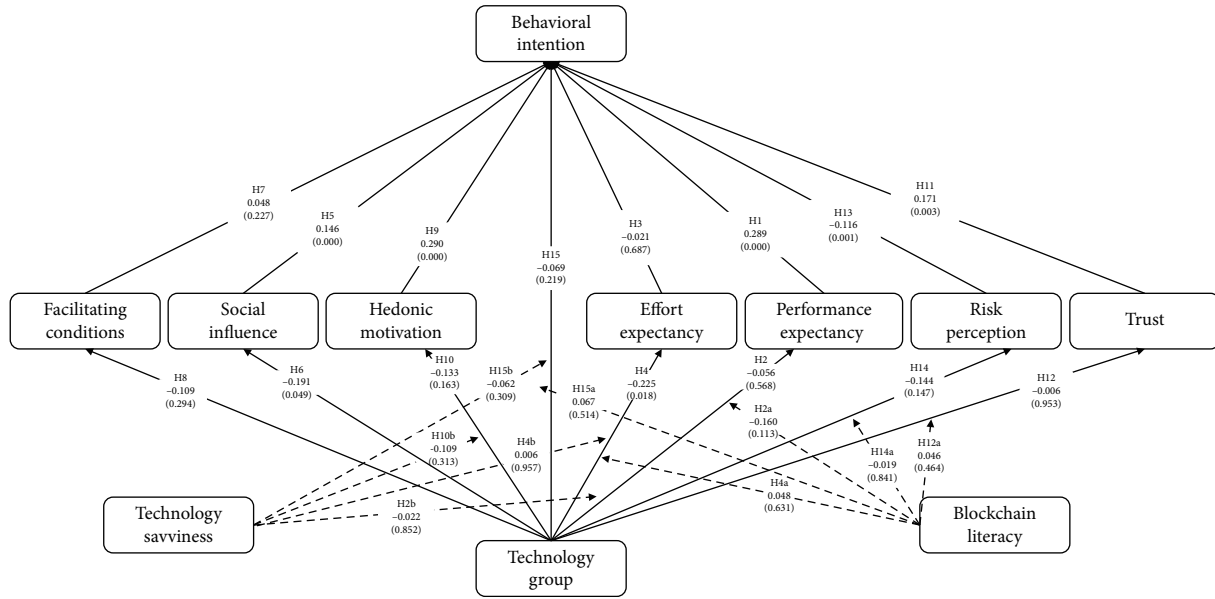 Behavioral
intention
H7
0.048
(0.227)
H5
0.146
(0.000)
H9
0.290
(0.000)
H15
−0.069
(0.219)
H3
−0.021
(0.687)
H1
0.289
(0.000)
H13
−0.116
(0.001)
H11
0.171
(0.003)
Facilitating
conditions
Social
influence
Hedonic
motivation
Effort
expectancy
Performance
expectancy
Risk
perception
Trust
H8
−0.109
(0.294)
H6
−0.191
(0.049)
H10
−0.133
(0.163)
H15b
−0.062
(0.309)
H15a
0.067
(0.514)
H4
−0.225
(0.018)
H2
−0.056
(0.568)
H14
−0.144
(0.147)
H12
−0.006
(0.953)
H10b
−0.109
(0.313)
H4b
0.006
(0.957)
H2a
−0.160
(0.113)
H14a
−0.019
(0.841)
H12a
0.046
(0.464)
H2b
−0.022
(0.852)
H4a
0.048
(0.631)
Technology
savviness
Technology
group
Blockchain
literacy